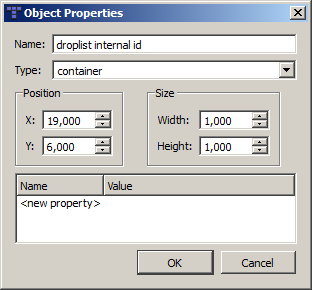 Object Properties
Name: droplist internal id
Type: container
Position
X: 19,000
Y: 6,000
Size
Width: 1,000
Height: 1,000
Name Value
<new property>
OK Cancel